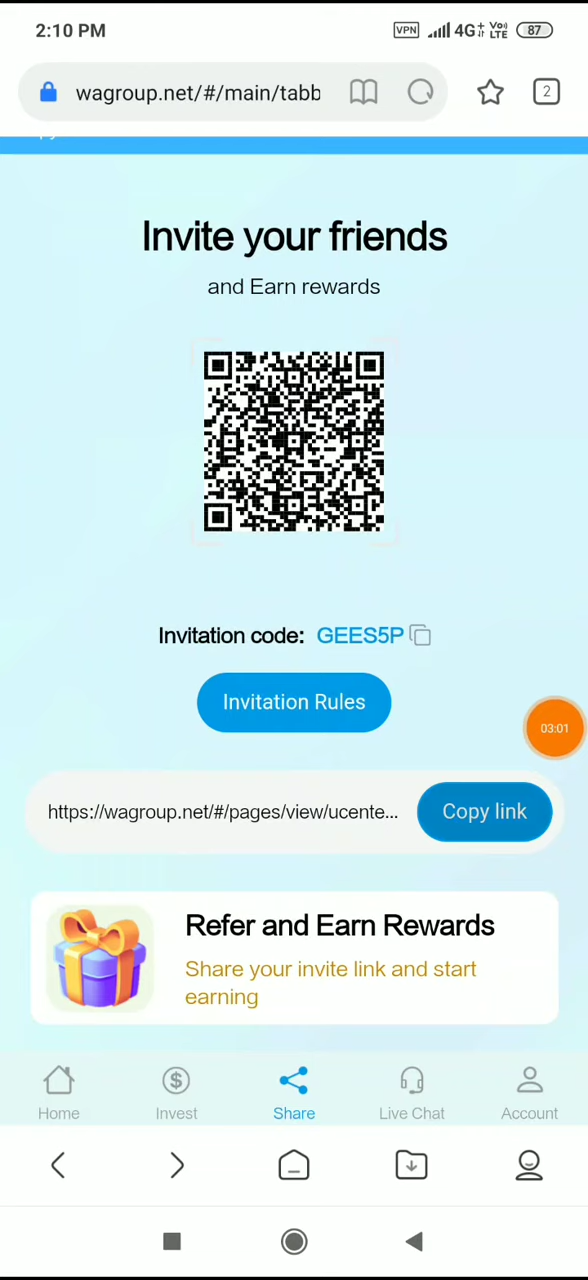 2:10 PM
VPN
4G+
Vo))
LTE
87
wagroup.net/#/main/tabb
2
Invite your friends
and Earn rewards
Invitation code: GEES5P
Invitation Rules
03:01
https://wagroup.net/#/pages/view/ucente...
Copy link
Refer and Earn Rewards
Share your invite link and start
earning
Home
Invest
Share
Live Chat
Account